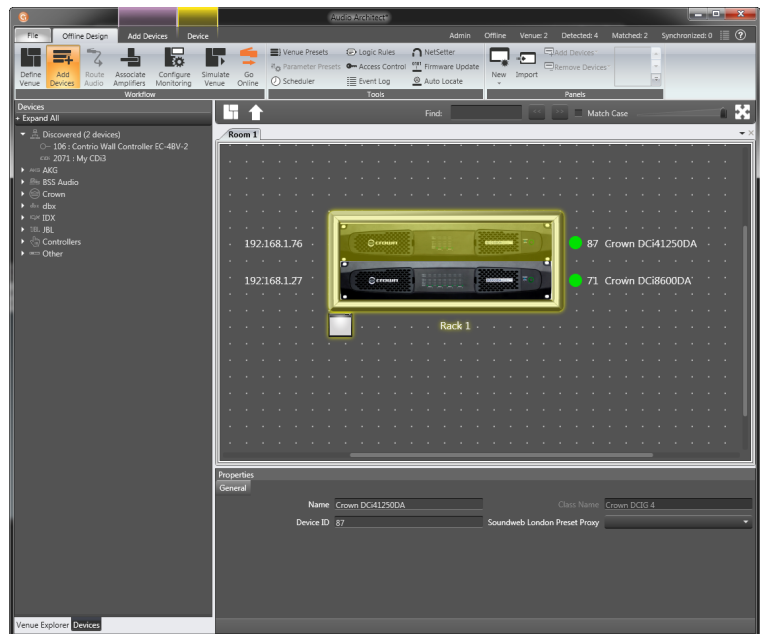 Audio Architect
File Offline Design Add Devices Device Admin Offline Venue: 2 Detected: 4 Matched: 2 Synchronized: 0
Define Venue Add Devices Route Audio Associate Amplifiers Configure Monitoring Simulate Venue Go Online
Workflow
Venue Presets Logic Rules NetSetter
Parameter Presets Access Control Firmware Update
Scheduler Event Log Auto Locate
Tools
New Import Add Devices
Remove Devices
Panels
Devices
+ Expand All
Find: << >> Match Case
Room 1
Discovered (2 devices)
106 : Contrio Wall Controller EC-4BV-2
2071 : My CDi3
AKG
BSS Audio
Crown
dbx
IDX
JBL
Controllers
Other
192.168.1.76 crown 87 Crown DCi41250DA
192.168.1.27 crown 71 Crown DCi8600DA
Rack 1
Properties
General
Name Crown DCi41250DA Class Name Crown DCIG 4
Device ID 87 Soundweb London Preset Proxy
Venue Explorer Devices